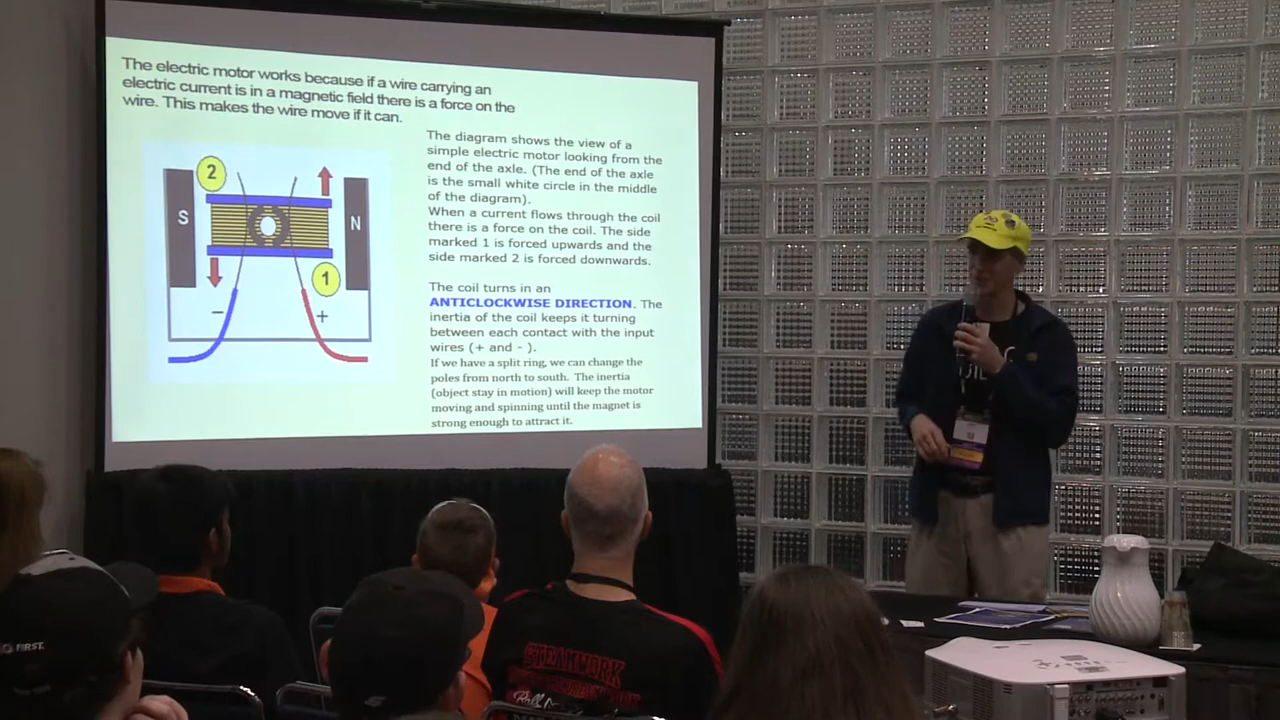 The electric motor works because if a wire carrying an
electric current is in a magnetic field there is a force on the
wire. This makes the wire move if it can.
2
S
N
1
–
+
The diagram shows the view of a
simple electric motor looking from the
end of the axle. (The end of the axle
is the small white circle in the middle
of the diagram).
When a current flows through the coil
there is a force on the coil. The side
marked 1 is forced upwards and the
side marked 2 is forced downwards.
The coil turns in an
ANTICLOCKWISE DIRECTION. The
inertia of the coil keeps it turning
between each contact with the input
wires (+ and - ).
If we have a split ring, we can change the
poles from north to south. The inertia
(object stay in motion) will keep the motor
moving and spinning until the magnet is
strong enough to attract it.
FIRST.
STEAMWORK